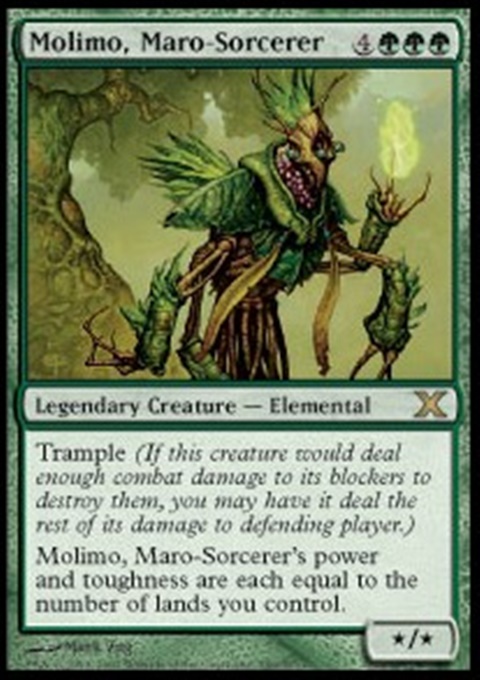 Molimo, Maro-Sorcerer 4
Legendary Creature — Elemental X
Trample (If this creature would deal
enough combat damage to its blockers to
destroy them, you may have it deal the
rest of its damage to defending player.)
Molimo, Maro-Sorcerer's power
and toughness are each equal to the
number of lands you control.
Mark
★/★